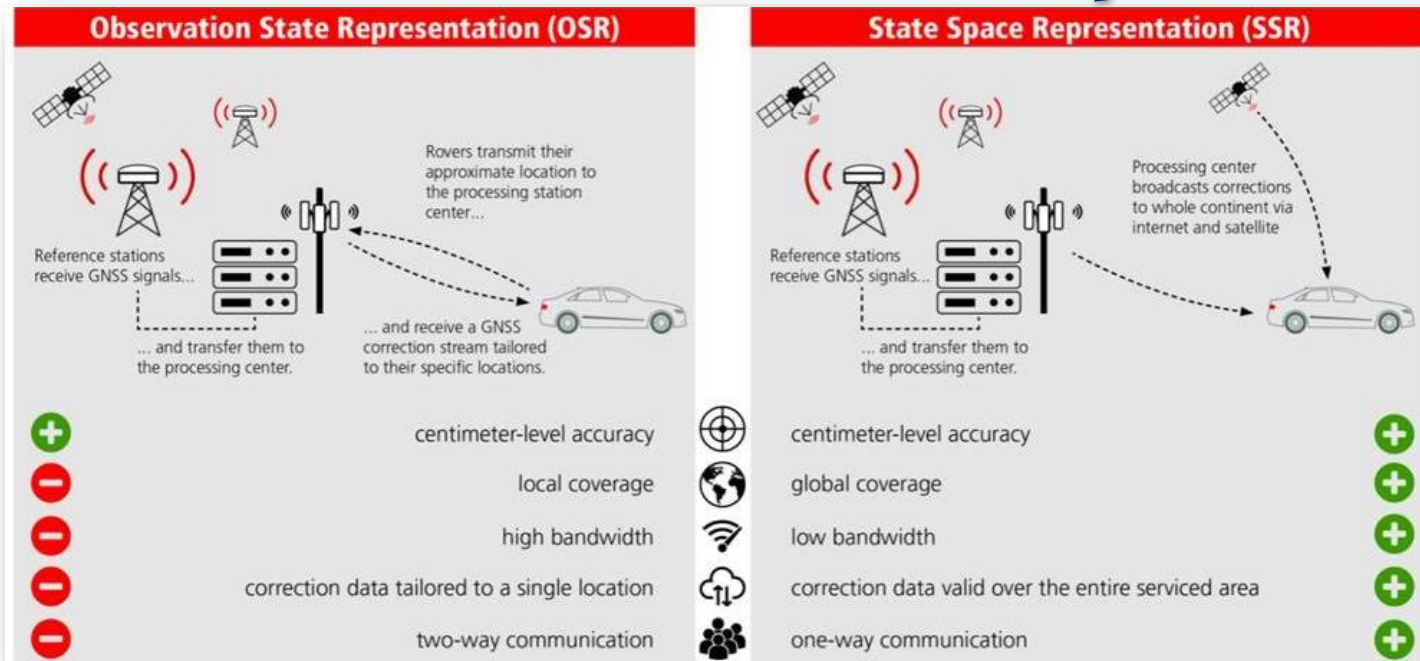 Observation State Representation (OSR)
Rovers transmit their
approximate location to
the processing station
center...
Reference stations
receive GNSS signals...
... and transfer them to
the processing center.
... and receive a GNSS
correction stream tailored
to their specific locations.
centimeter-level accuracy
local coverage
high bandwidth
correction data tailored to a single location
two-way communication
State Space Representation (SSR)
Processing center
broadcasts corrections
to whole continent via
internet and satellite
Reference stations
receive GNSS signals...
... and transfer them to
the processing center.
centimeter-level accuracy
global coverage
low bandwidth
correction data valid over the entire serviced area
one-way communication